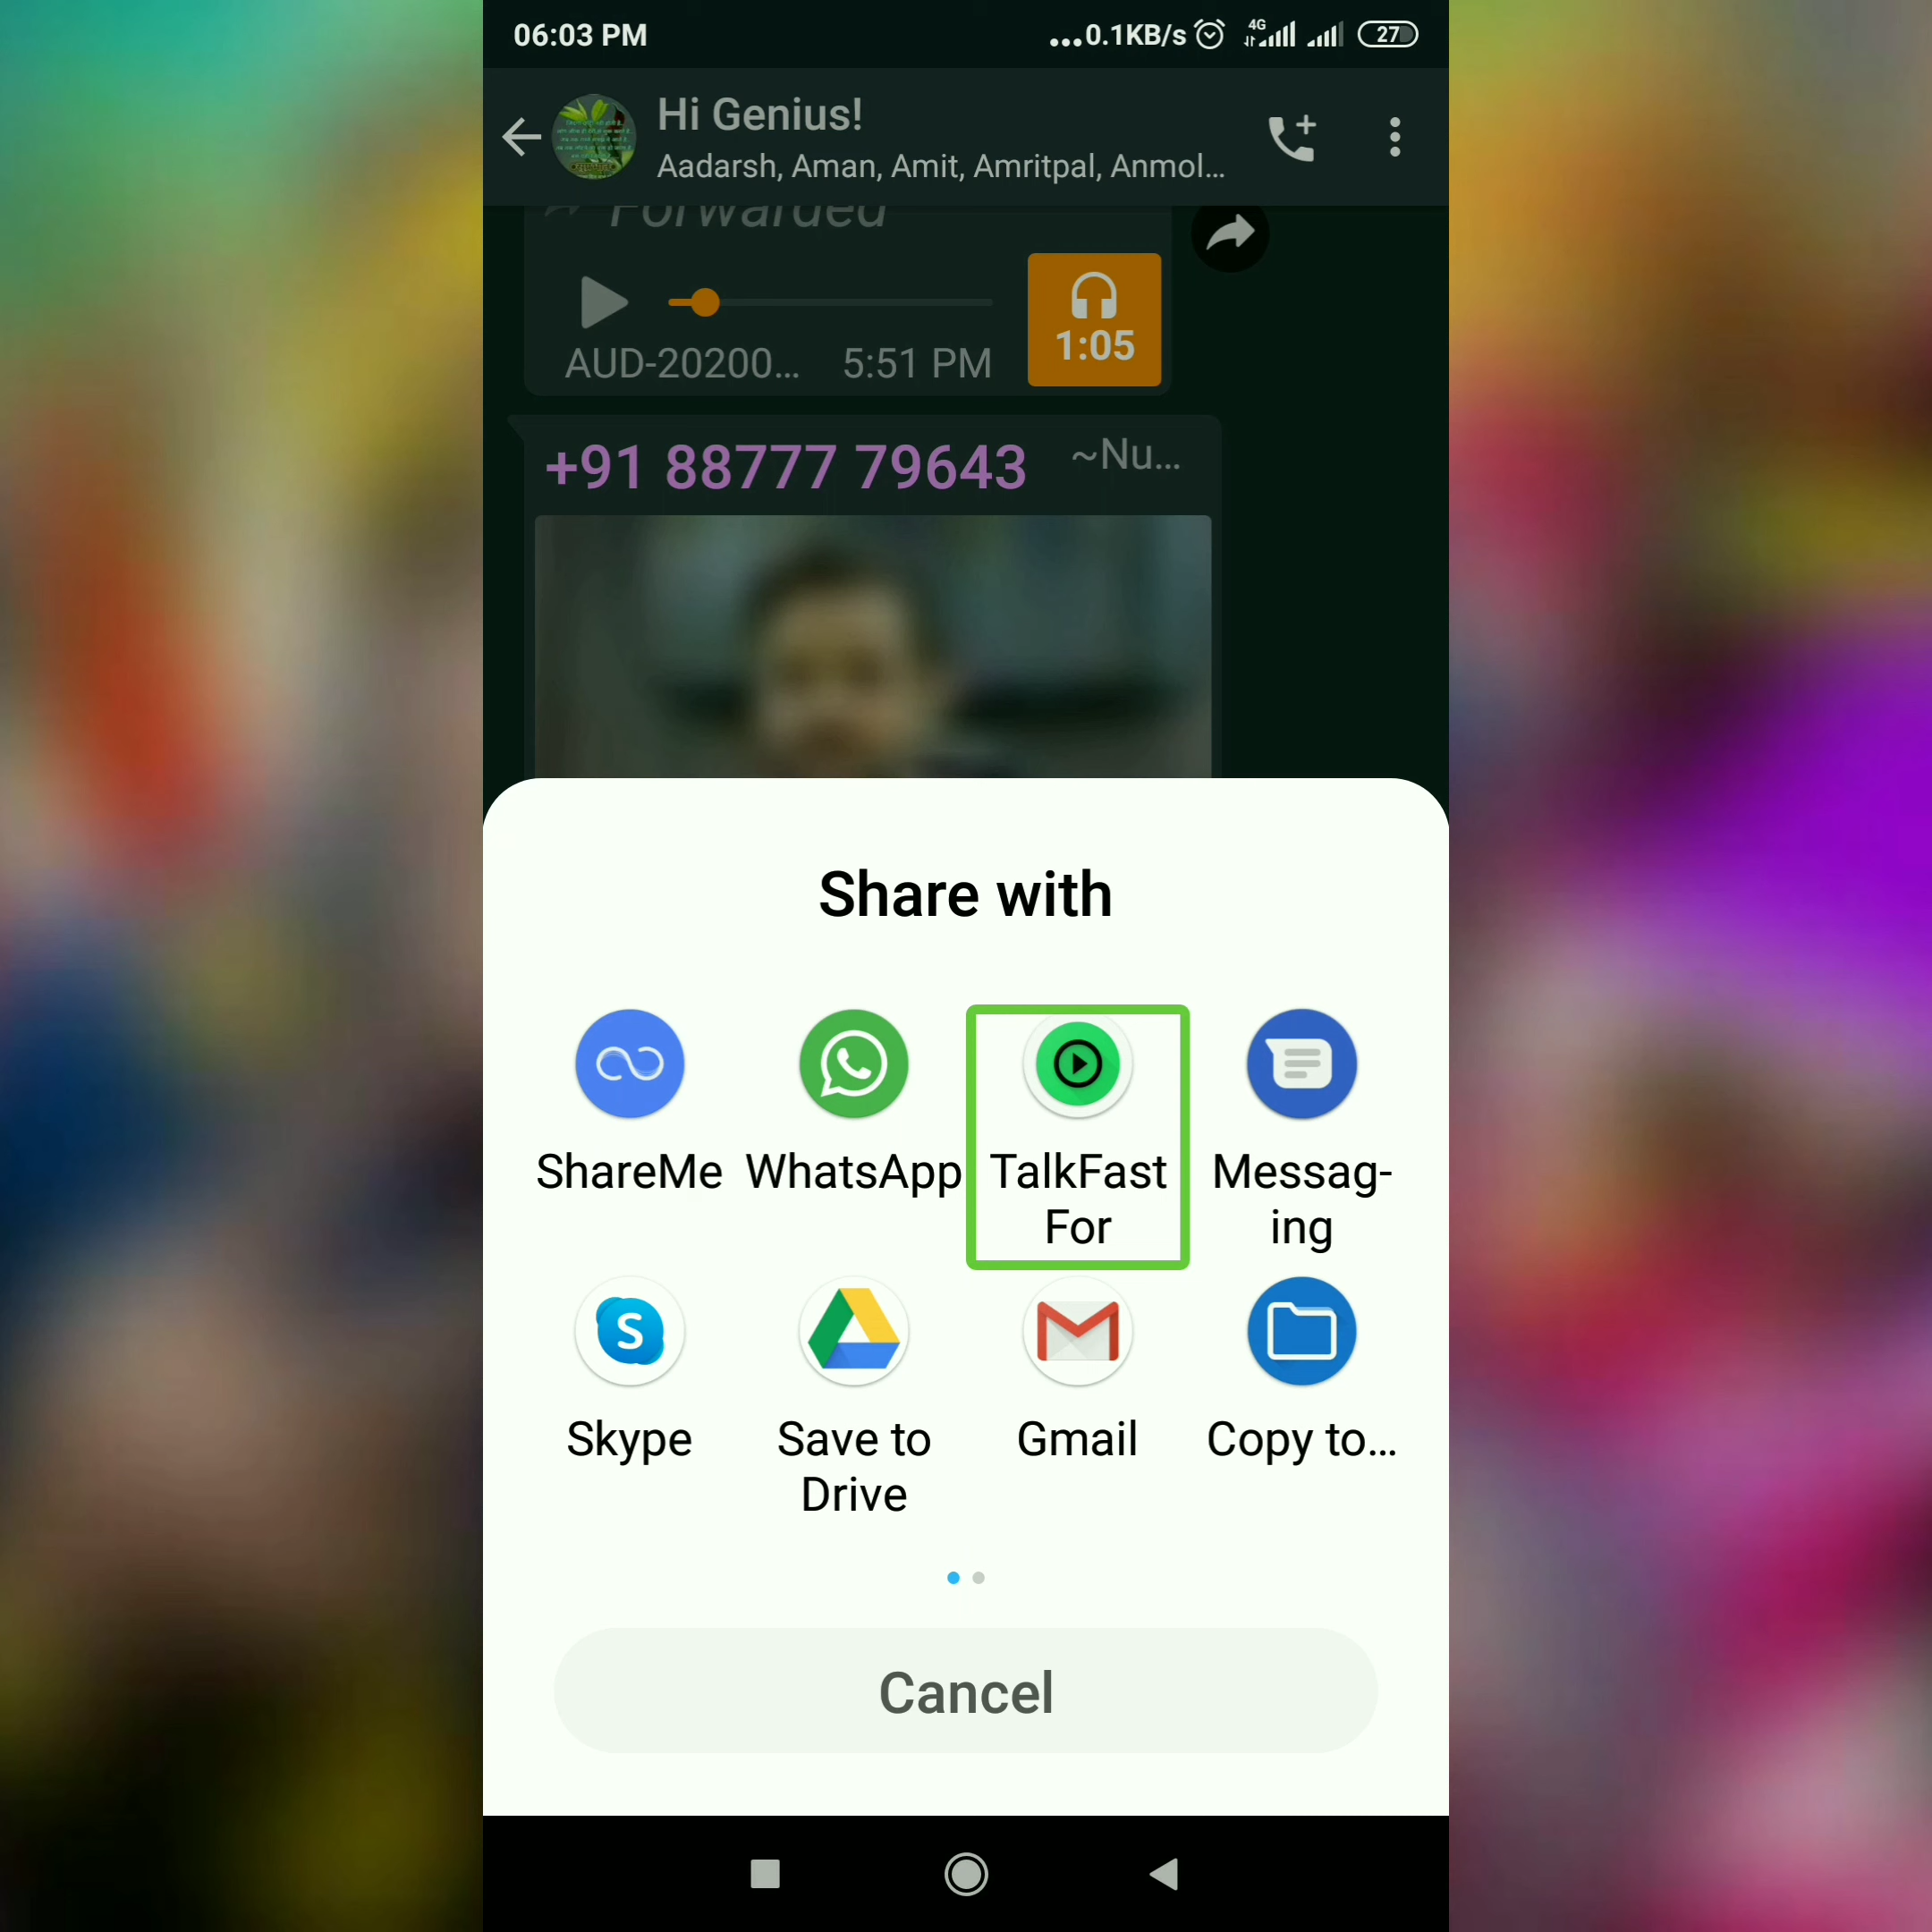 06:03 PM
...0.1KB/s 4G 27
Hi Genius!
Aadarsh, Aman, Amit, Amritpal, Anmol...
Forwarded
1:05
AUD-20200... 5:51 PM
+91 88777 79643 ~Nu...
Share with
ShareMe WhatsApp TalkFast Messag-
For ing
Skype Save to Gmail Copy to...
Drive
Cancel